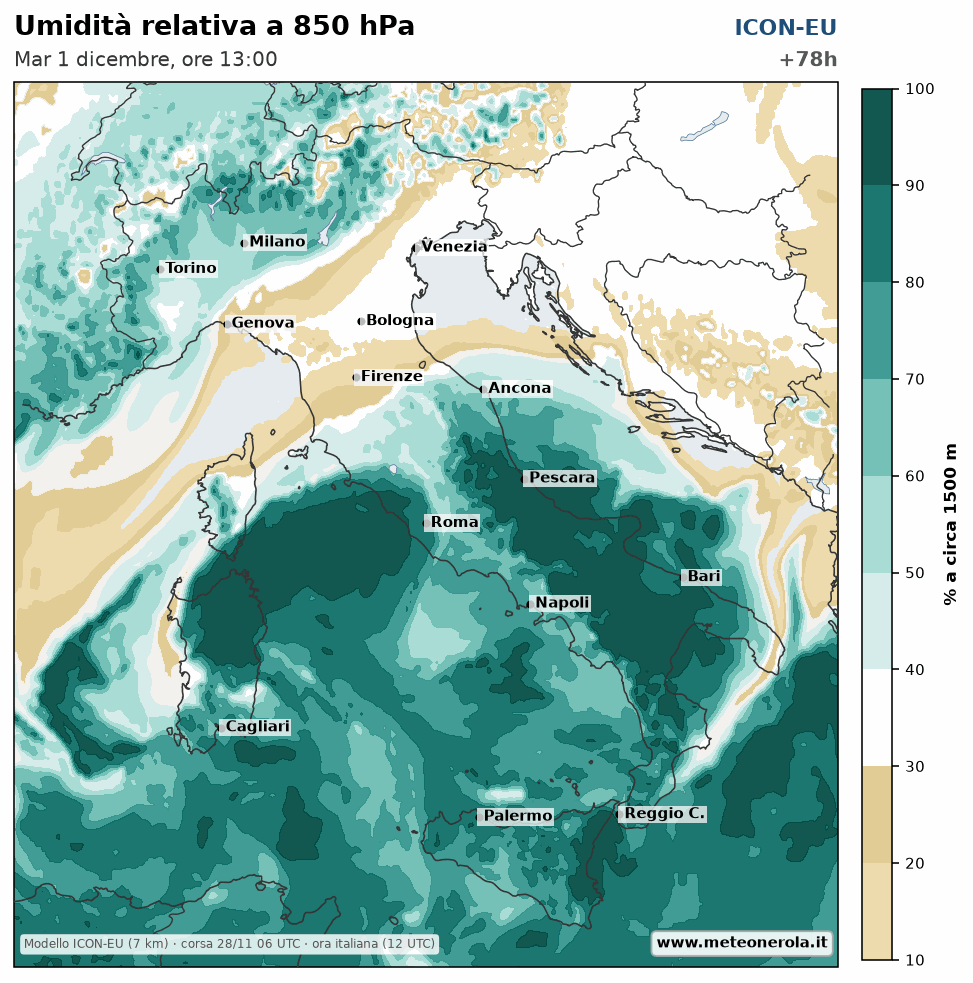 Umidità relativa a 850 hPa
ICON-EU
Mar 1 dicembre, ore 13:00
+78h
100
90
80
70
60
50
40
30
20
10
% a circa 1500 m
Venezia
Milano
Torino
Genova
Bologna
Firenze
Ancona
Pescara
Roma
Bari
Napoli
Cagliari
Palermo
Reggio C.
Modello ICON-EU (7 km) · corsa 28/11 06 UTC · ora italiana (12 UTC)
www.meteonerola.it